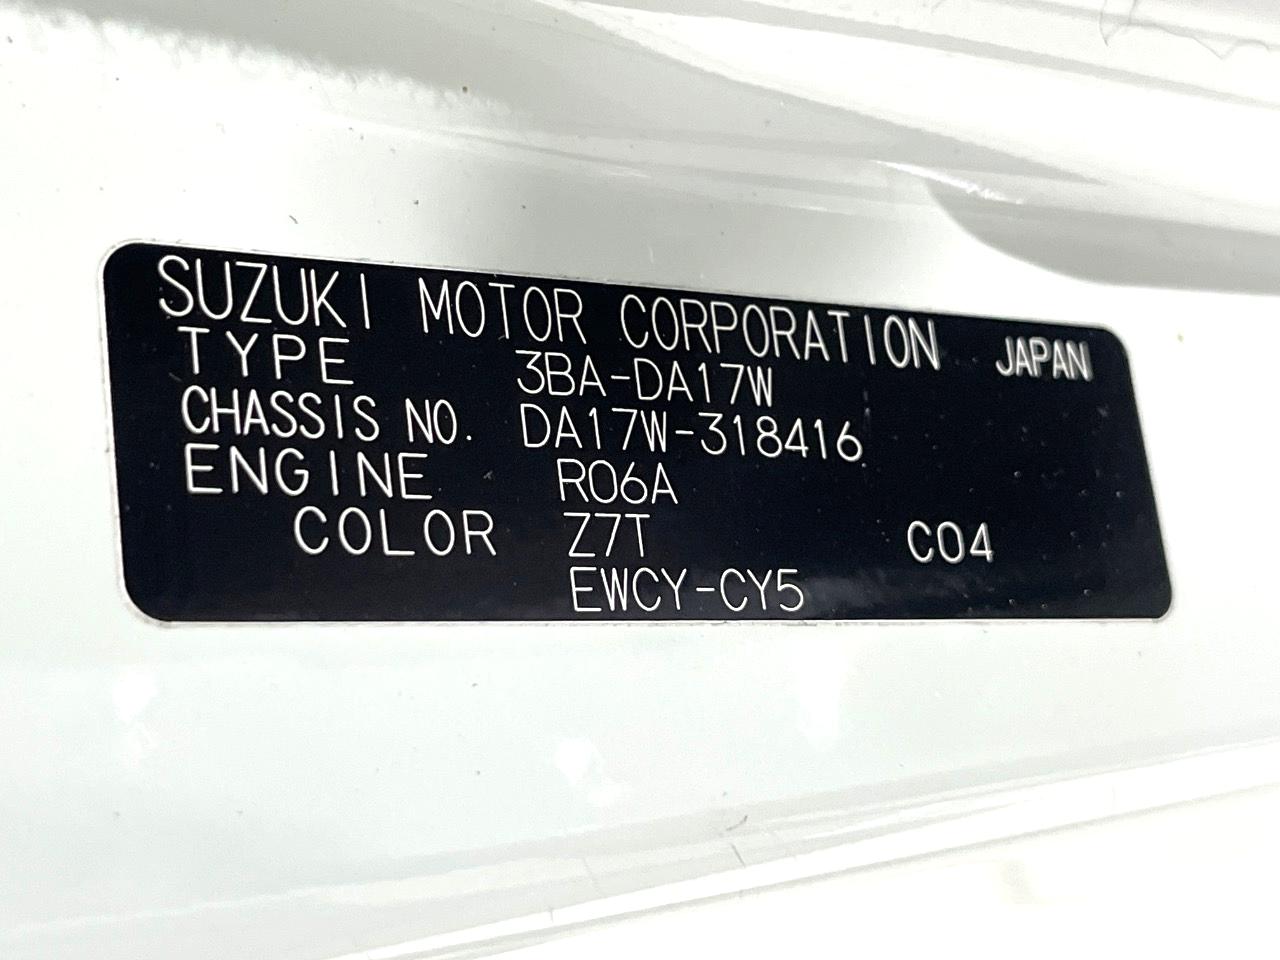 SUZUKI MOTOR CORPORATION JAPAN
TYPE 3BA-DA17W
CHASSIS NO. DA17W-318416
ENGINE R06A
COLOR Z7T C04
EWCY-CY5